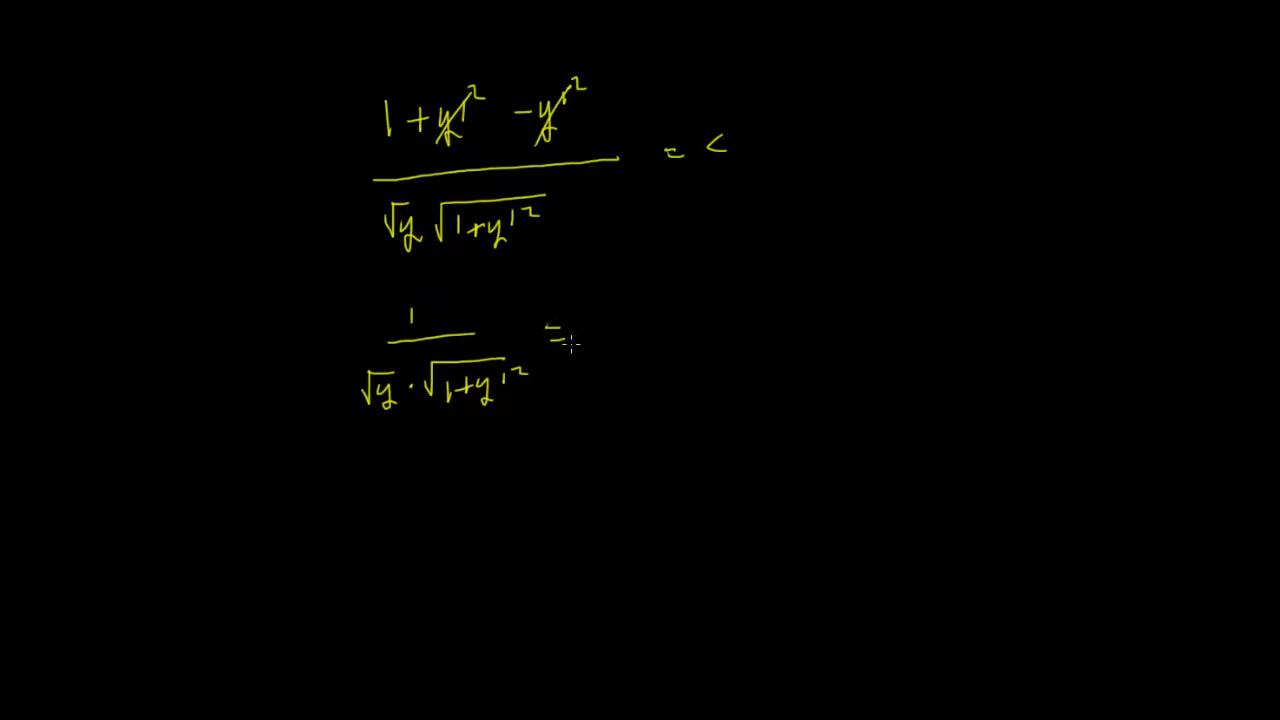 1 + y'² - y'²
√y √(1+y'²) = c
1
√y · √(1+y'²) =